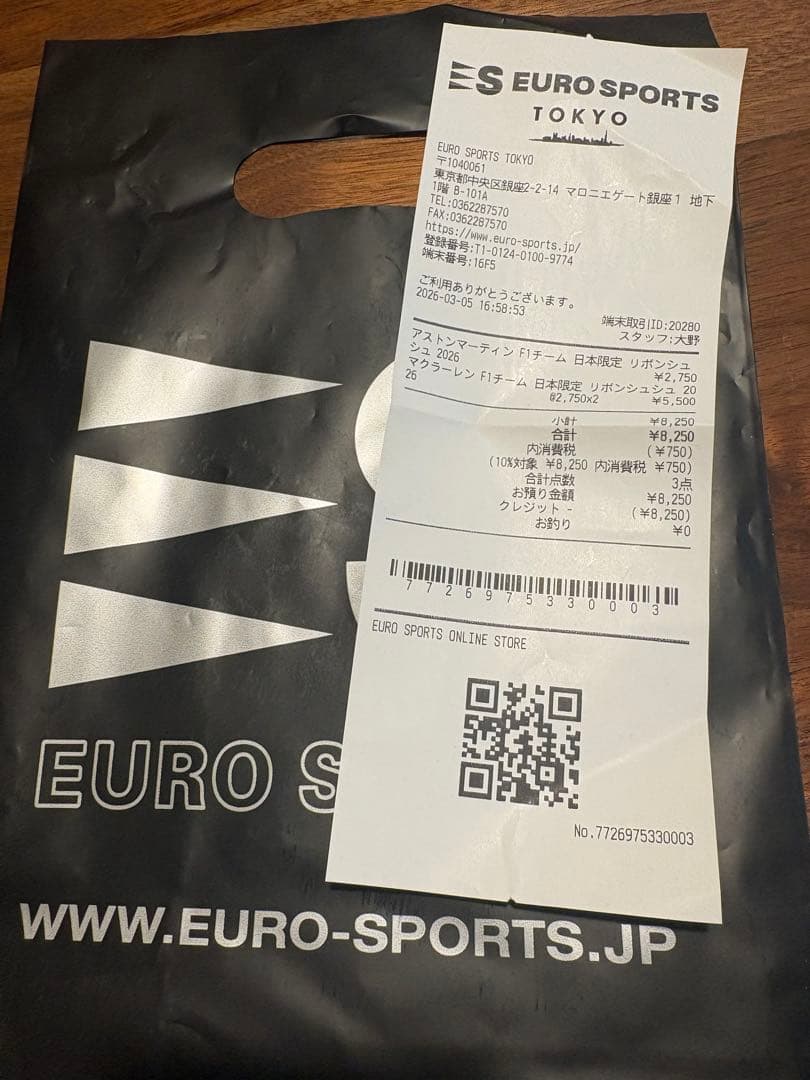 EURO SPORTS
TOKYO
EURO SPORTS TOKYO
〒1040061
東京都中央区銀座2-2-14 マロニエゲート銀座1 地下
1階 B-101A
TEL:0362287570
FAX:0362287570
https://www.euro-sports.jp/
登録番号:T1-0124-0100-9774
端末番号:16F5
ご利用ありがとうございます。
2026-03-05 16:58:53
端末取引ID:20280
スタッフ:大野
アストンマーティン F1チーム 日本限定 リボンシュ
シュ 2026
¥2,750
マクラーレン F1チーム 日本限定 リボンシュシュ 20
26
@2,750x2 ¥5,500
小計 ¥8,250
合計 ¥8,250
内消費税 (¥750)
(10%対象 ¥8,250 内消費税 ¥750)
合計点数 3点
お預り金額 ¥8,250
クレジット - (¥8,250)
お釣り ¥0
7726975330003
EURO SPORTS ONLINE STORE
No.7726975330003
EURO S
WWW.EURO-SPORTS.JP